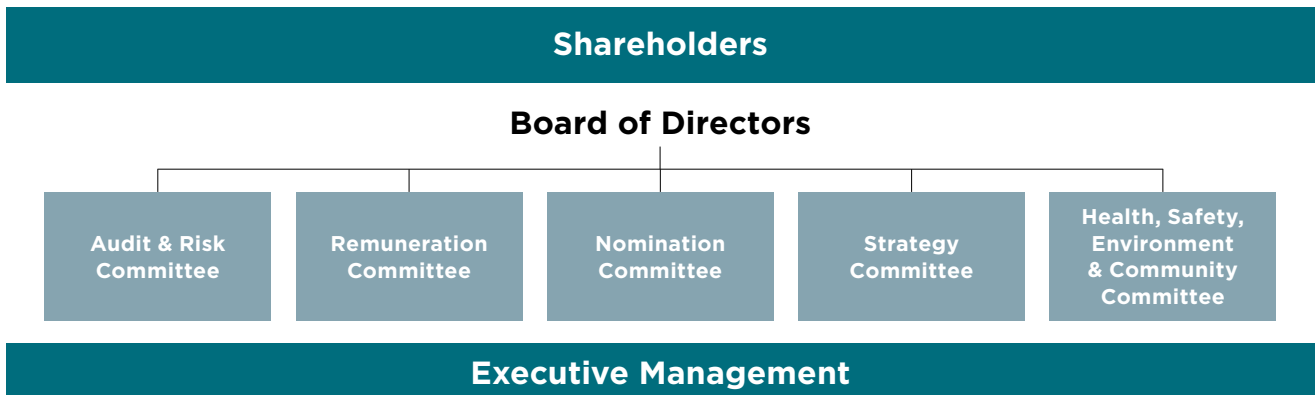 Shareholders
Board of Directors
Audit & Risk
Committee
Remuneration
Committee
Nomination
Committee
Strategy
Committee
Health, Safety,
Environment
& Community
Committee
Executive Management